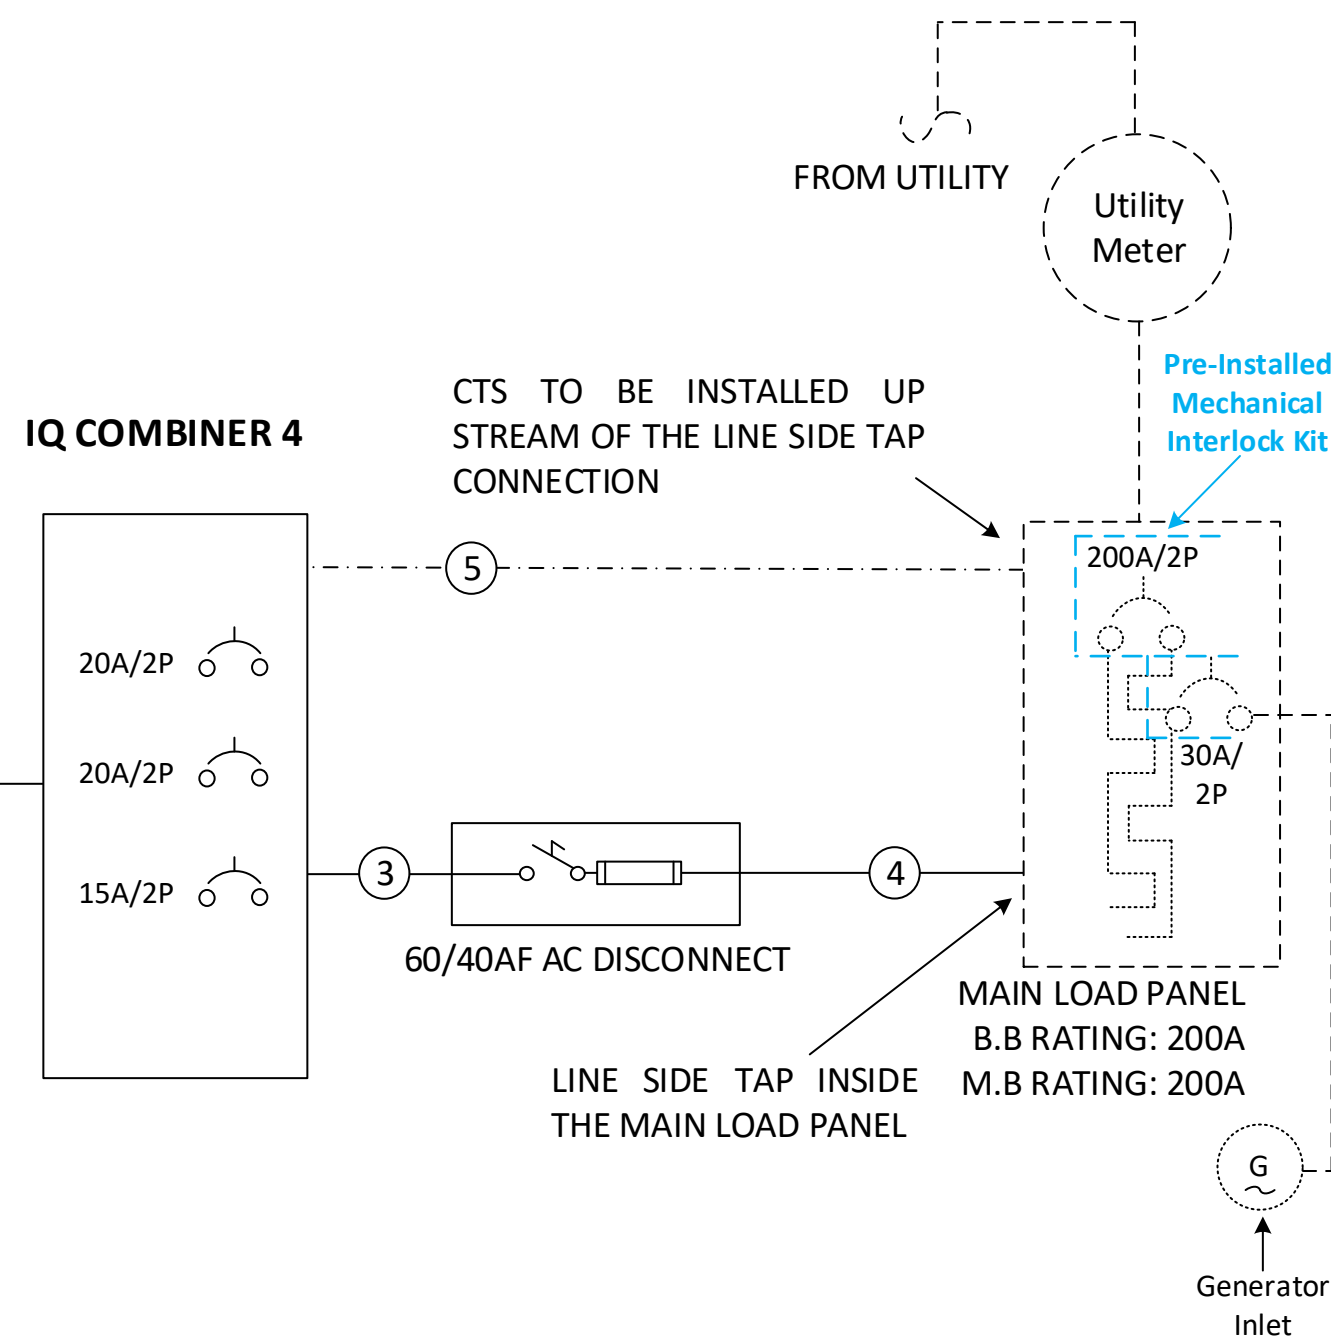 FROM UTILITY
Utility
Meter
Pre-Installed
Mechanical
Interlock Kit
CTS TO BE INSTALLED UP
STREAM OF THE LINE SIDE TAP
CONNECTION
IQ COMBINER 4
200A/2P
5
20A/2P
20A/2P
30A/
2P
15A/2P
3
4
60/40AF AC DISCONNECT
MAIN LOAD PANEL
B.B RATING: 200A
M.B RATING: 200A
LINE SIDE TAP INSIDE
THE MAIN LOAD PANEL
G
Generator
Inlet